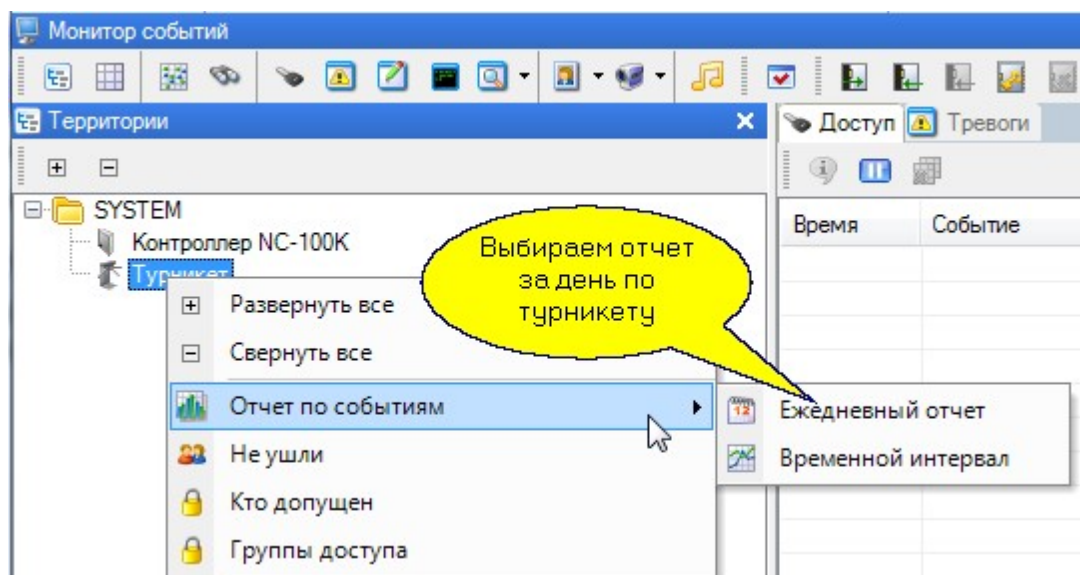 Монитор событий
Территории
Доступ
Тревоги
SYSTEM
Контроллер NC-100K
Турникет
Время
Событие
Выбираем отчет
за день по
турникету
Развернуть все
Свернуть все
Отчет по событиям
Не ушли
Кто допущен
Группы доступа
12
Ежедневный отчет
Временной интервал